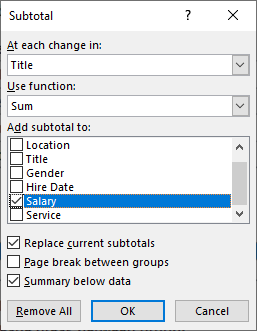 Subtotal
?
At each change in:
Title
Use function:
Sum
Add subtotal to:
Location
Title
Gender
Hire Date
Salary
Service
Replace current subtotals
Page break between groups
Summary below data
Remove All OK Cancel